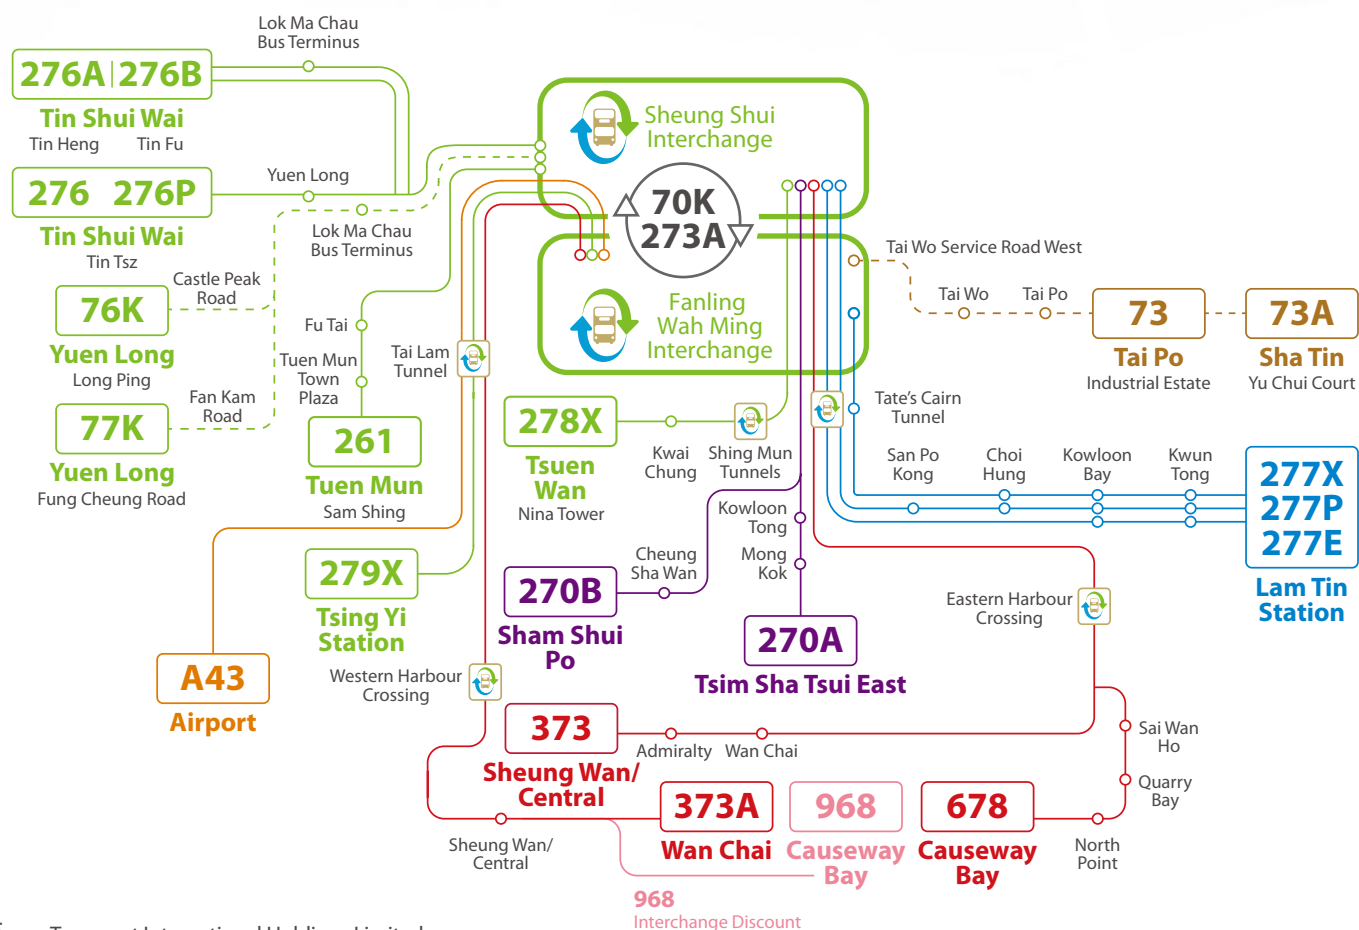 Lok Ma Chau
Bus Terminus
276A 276B
Tin Shui Wai
Tin Heng Tin Fu
276 276P
Tin Shui Wai
Tin Tsz
Yuen Long
Lok Ma Chau
Bus Terminus
Castle Peak
Road
76K
Yuen Long
Long Ping
Fan Kam
Road
77K
Yuen Long
Fung Cheung Road
Fu Tai
Tuen Mun
Town
Plaza
261
Tuen Mun
Sam Shing
Tai Lam
Tunnel
279X
Tsing Yi
Station
A43
Airport
Western Harbour
Crossing
Sheung Shui
Interchange
70K
273A
Fanling
Wah Ming
Interchange
278X
Tsuen
Wan
Nina Tower
Kwai
Chung
Shing Mun
Tunnels
Kowloon
Tong
Mong
Kok
Cheung
Sha Wan
270B
Sham Shui
Po
270A
Tsim Sha Tsui East
Tai Wo Service Road West
Tai Wo
Tai Po
73
Tai Po
Industrial Estate
73A
Sha Tin
Yu Chui Court
Tate's Cairn
Tunnel
San Po
Kong
Choi
Hung
Kowloon
Bay
Kwun
Tong
277X
277P
277E
Lam Tin
Station
Eastern Harbour
Crossing
373
Sheung Wan/
Central
Admiralty
Wan Chai
Sai Wan
Ho
Quarry
Bay
North
Point
Sheung Wan/
Central
373A
Wan Chai
968
Causeway
Bay
678
Causeway
Bay
968
Interchange Discount